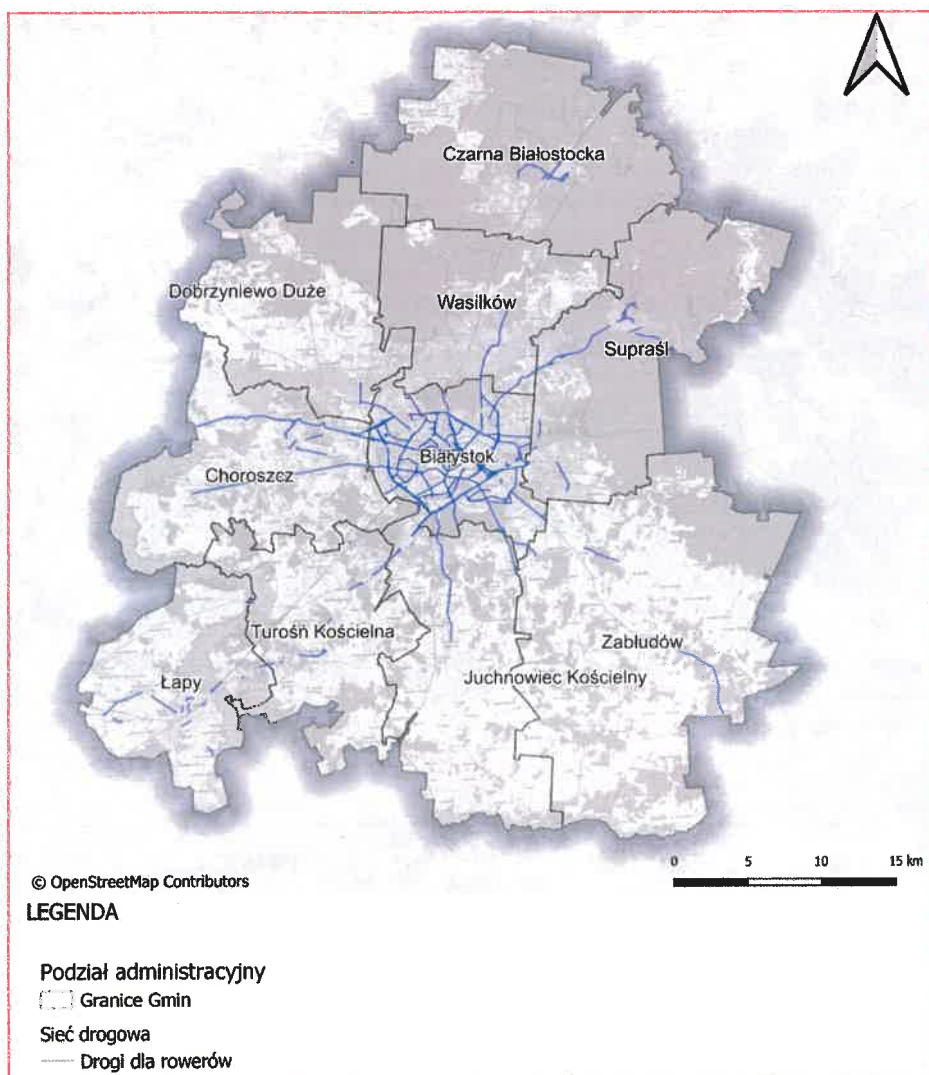 Czarna Białostocka
Dobrzyniewo Duże
Wasilków
Supraśl
Białystok
Choroszcz
Turośń Kościelna
Zabłudów
Łapy
Juchnowiec Kościelny
0 5 10 15 km
© OpenStreetMap Contributors
LEGENDA
Podział administracyjny
Granice Gmin
Sieć drogowa
Drogi dla rowerów